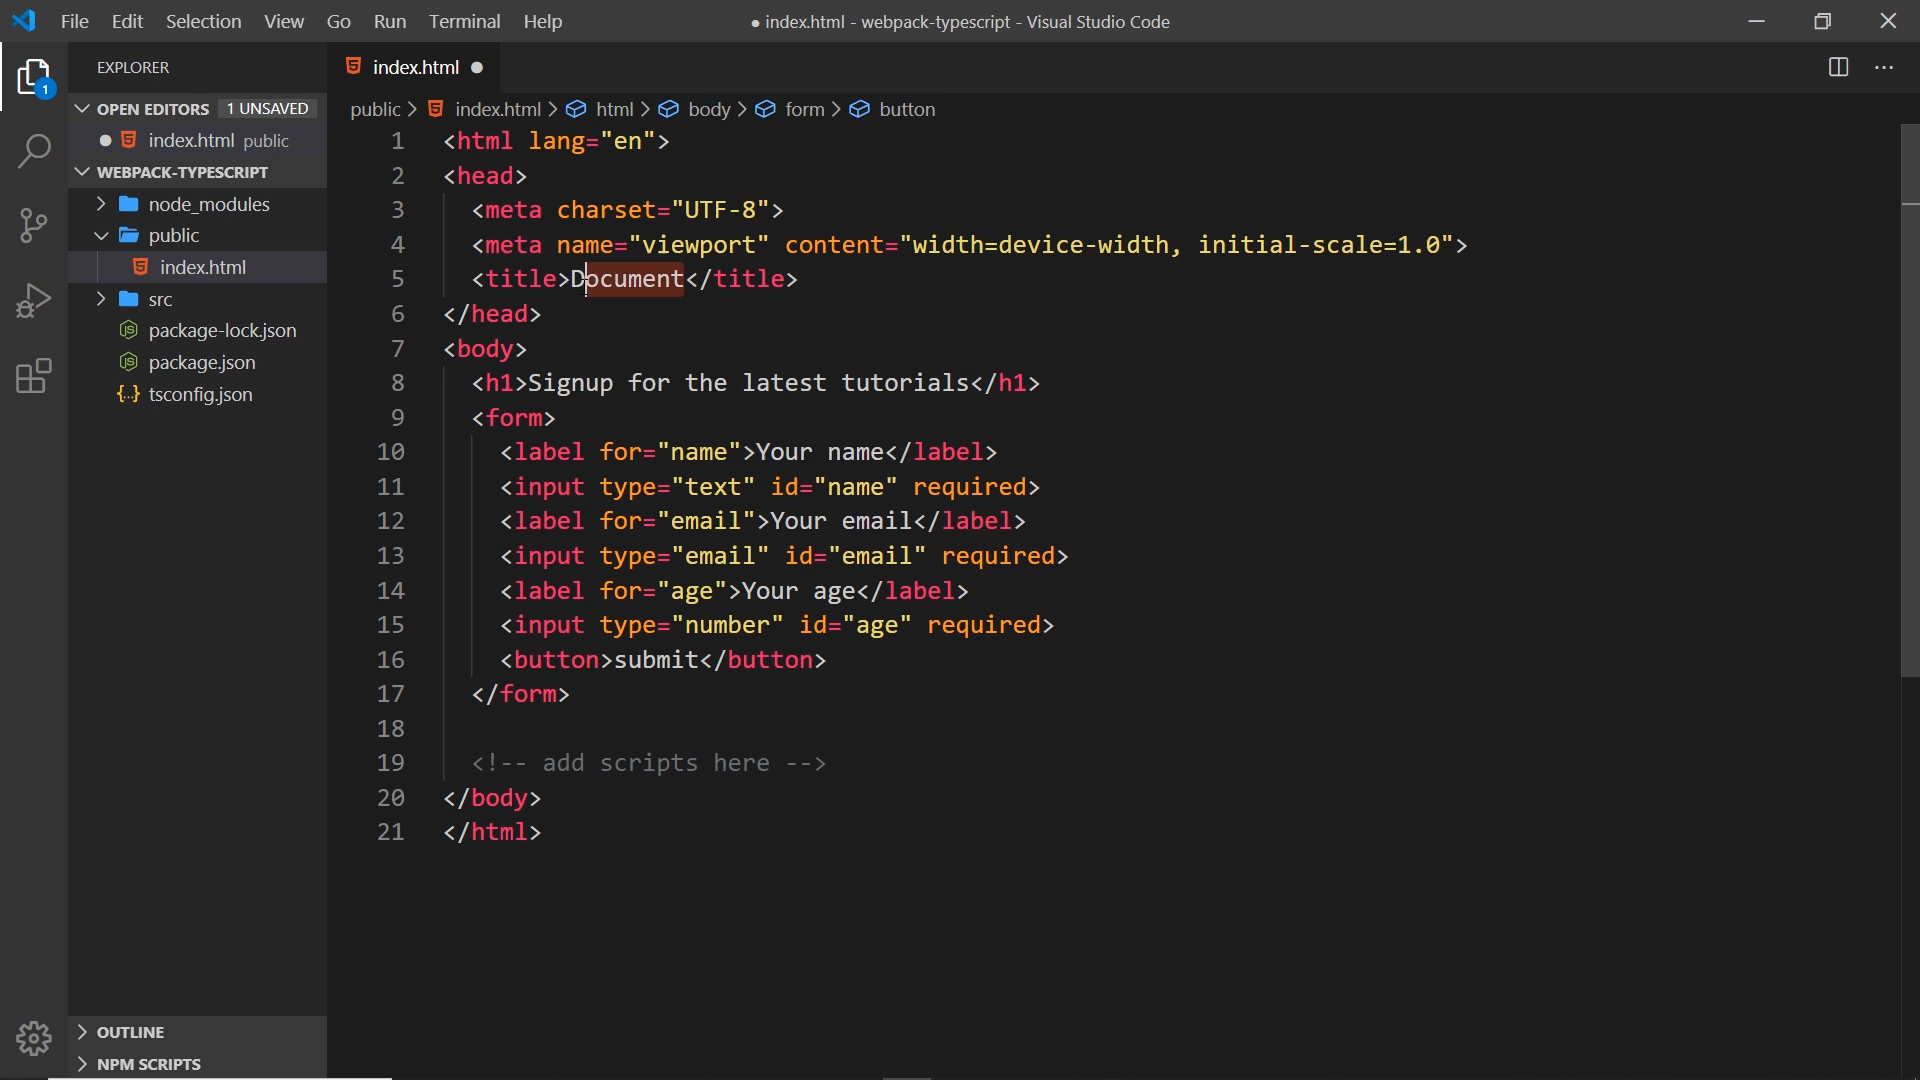 File Edit Selection View Go Run Terminal Help
● index.html - webpack-typescript - Visual Studio Code
EXPLORER
1
OPEN EDITORS 1 UNSAVED
index.html public
WEBPACK-TYPESCRIPT
node_modules
public
index.html
src
package-lock.json
package.json
tsconfig.json
OUTLINE
NPM SCRIPTS
index.html
public > index.html > html > body > form > button
1 <html lang="en">
2 <head>
3 <meta charset="UTF-8">
4 <meta name="viewport" content="width=device-width, initial-scale=1.0">
5 <title>Document</title>
6 </head>
7 <body>
8 <h1>Signup for the latest tutorials</h1>
9 <form>
10 <label for="name">Your name</label>
11 <input type="text" id="name" required>
12 <label for="email">Your email</label>
13 <input type="email" id="email" required>
14 <label for="age">Your age</label>
15 <input type="number" id="age" required>
16 <button>submit</button>
17 </form>
18
19 <!-- add scripts here -->
20 </body>
21 </html>